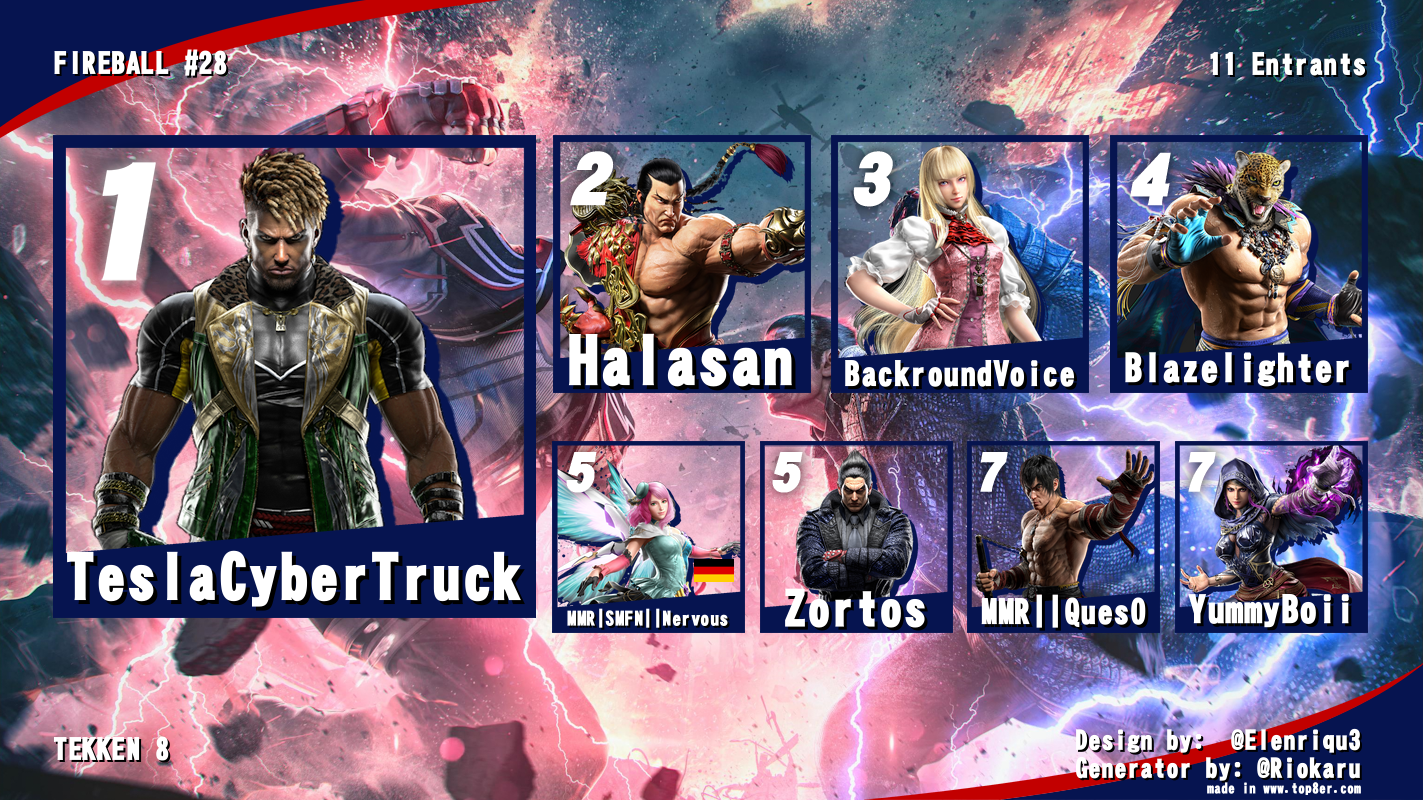 FIREBALL #28
11 Entrants
1
TeslaCyberTruck
2
Halasan
3
BackroundVoice
4
Blazelighter
5
MMR|SMFN||Nervous
5
Zortos
7
MMR||QuesO
7
YummyBoii
TEKKEN 8
Design by: @Elenriqu3
Generator by: @Riokaru
made in www.top8er.com